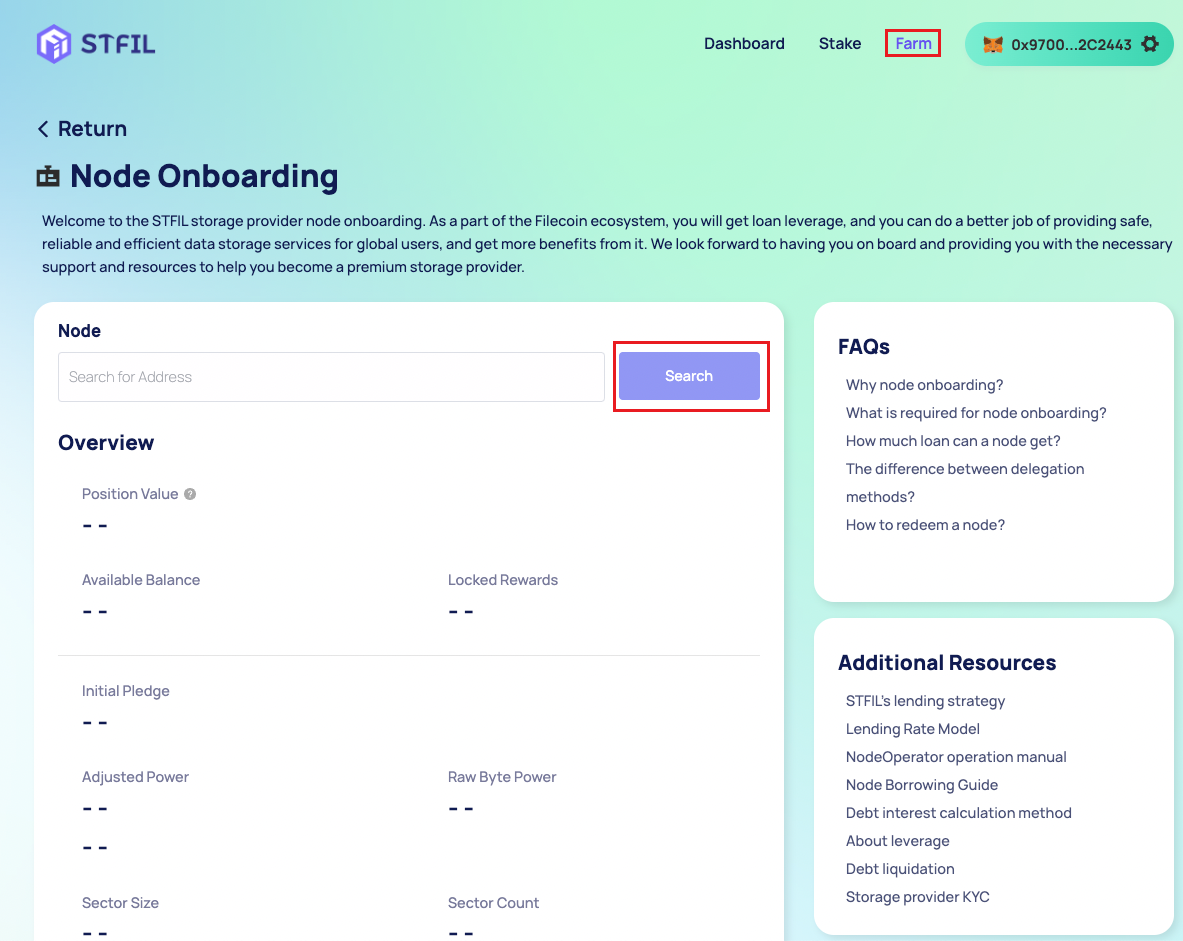 STFIL
Dashboard
Stake
Farm
0x9700...2C2443
Return
Node Onboarding
Welcome to the STFIL storage provider node onboarding. As a part of the Filecoin ecosystem, you will get loan leverage, and you can do a better job of providing safe,
reliable and efficient data storage services for global users, and get more benefits from it. We look forward to having you on board and providing you with the necessary
support and resources to help you become a premium storage provider.
Node
Search for Address
Search
Overview
Position Value ?
- -
Available Balance
Locked Rewards
- -
- -
Initial Pledge
- -
Adjusted Power
Raw Byte Power
- -
- -
- -
Sector Size
Sector Count
- -
- -
FAQs
Why node onboarding?
What is required for node onboarding?
How much loan can a node get?
The difference between delegation
methods?
How to redeem a node?
Additional Resources
STFIL's lending strategy
Lending Rate Model
NodeOperator operation manual
Node Borrowing Guide
Debt interest calculation method
About leverage
Debt liquidation
Storage provider KYC